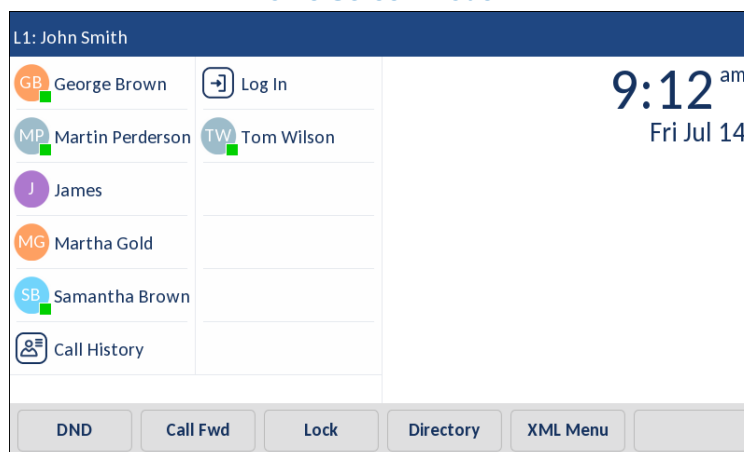 L1: John Smith
GB George Brown
MP Martin Perderson
J James
MG Martha Gold
SB Samantha Brown
Call History
Log In
TW Tom Wilson
9:12 am
Fri Jul 14
DND Call Fwd Lock Directory XML Menu